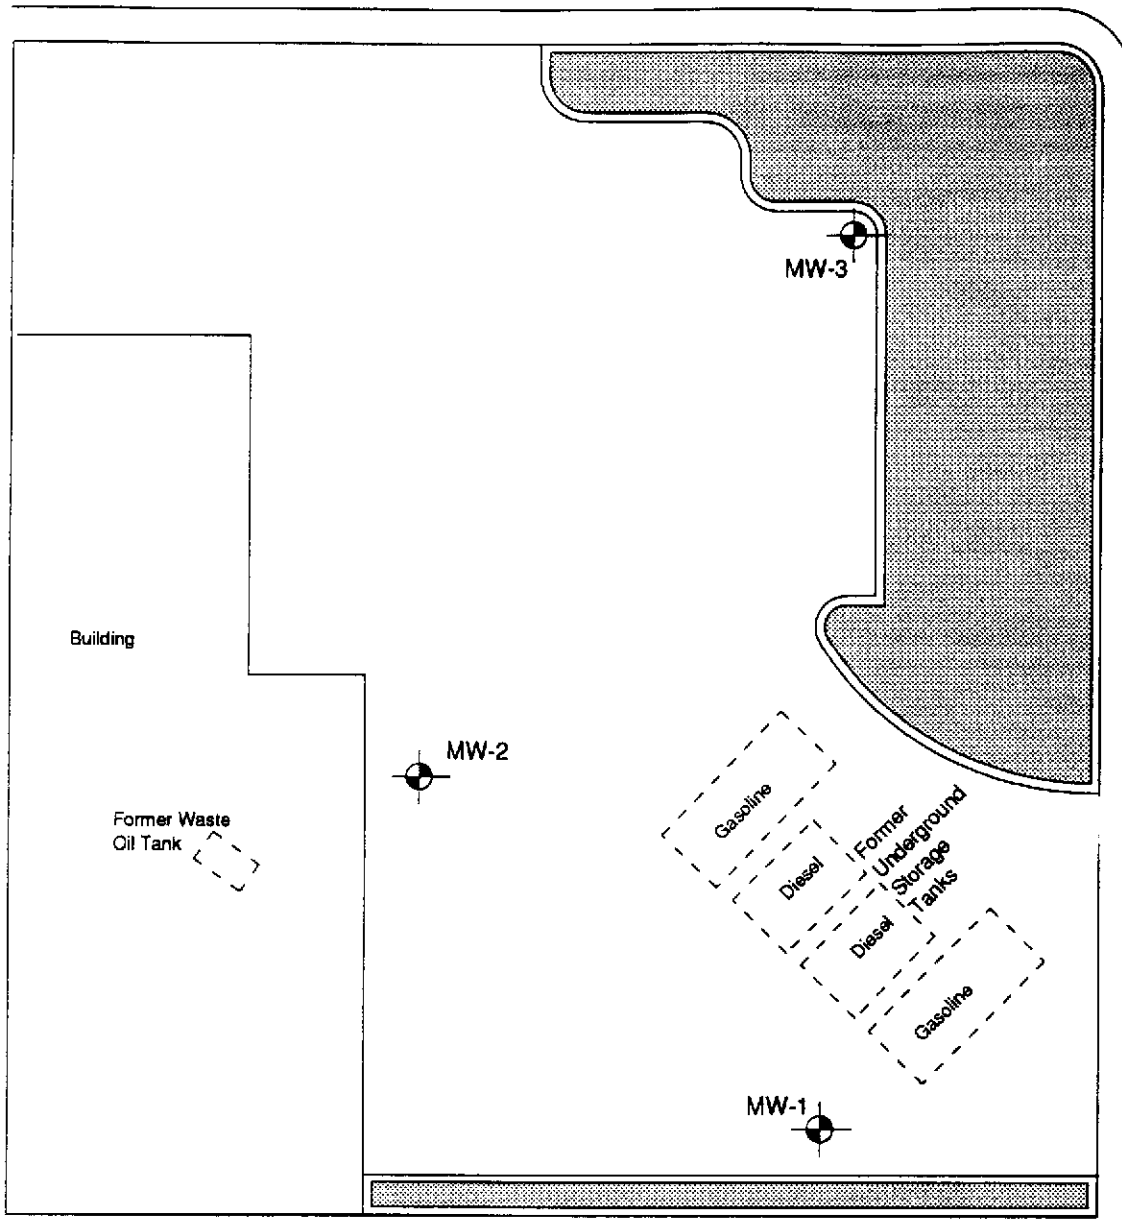 MW-3
Building
MW-2
Former Waste
Oil Tank
Gasoline
Diesel
Former
Underground
Storage
Tanks
Diesel
Gasoline
MW-1